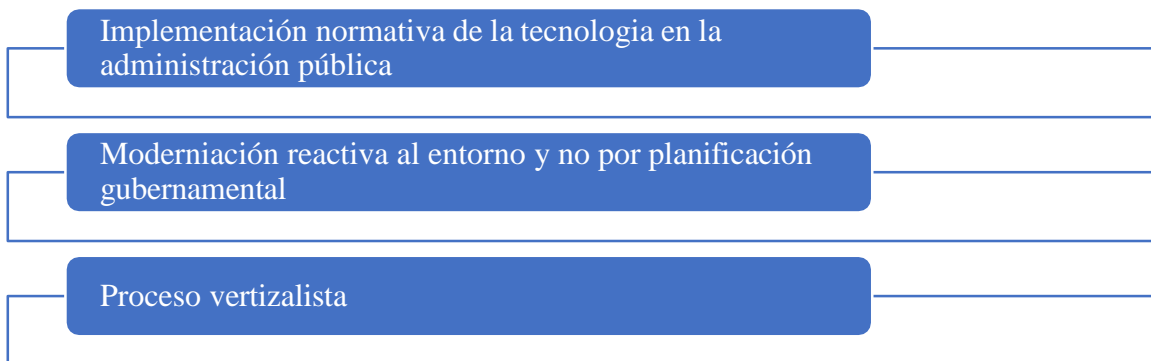 Implementación normativa de la tecnologia en la
administración pública
Moderniación reactiva al entorno y no por planificación
gubernamental
Proceso vertizalista